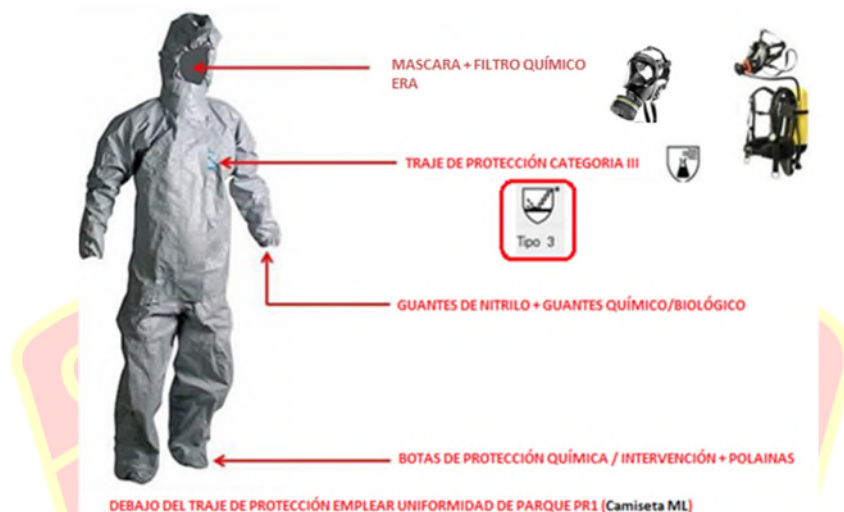 MASCARA + FILTRO QUÍMICO
ERA
TRAJE DE PROTECCIÓN CATEGORIA III
Tipo 3
GUANTES DE NITRILO + GUANTES QUÍMICO/BIOLÓGICO
BOTAS DE PROTECCIÓN QUÍMICA / INTERVENCIÓN + POLAINAS
DEBAJO DEL TRAJE DE PROTECCIÓN EMPLEAR UNIFORMIDAD DE PARQUE PR1 (Camiseta ML)